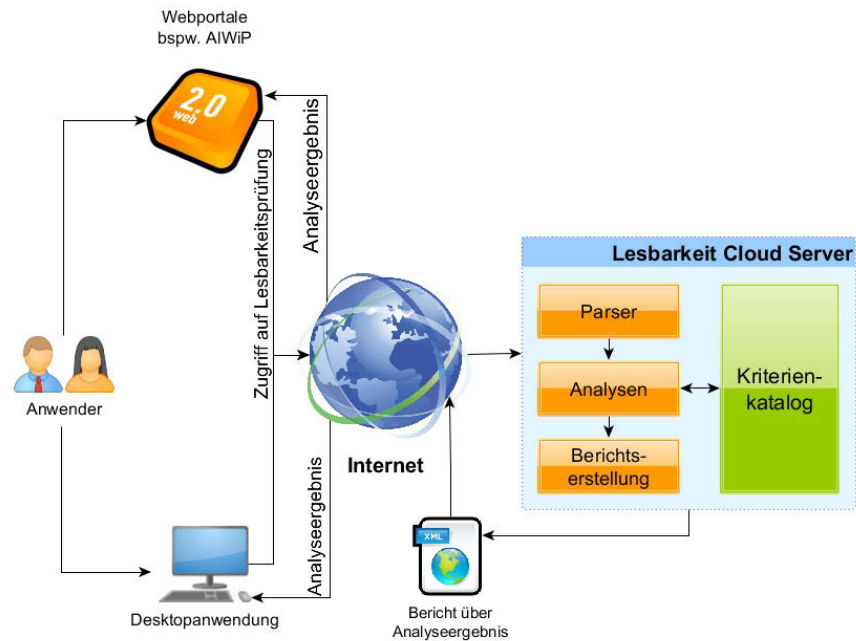 Webportale
bspw. AlWiP
2.0
web
Analyseergebnis
Zugriff auf Lesbarkeitsprüfung
Lesbarkeit Cloud Server
Parser
Analysen
Berichts-
erstellung
Kriterien-
katalog
Anwender
Internet
Analyseergebnis
Desktopanwendung
XML
Bericht über
Analyseergebnis